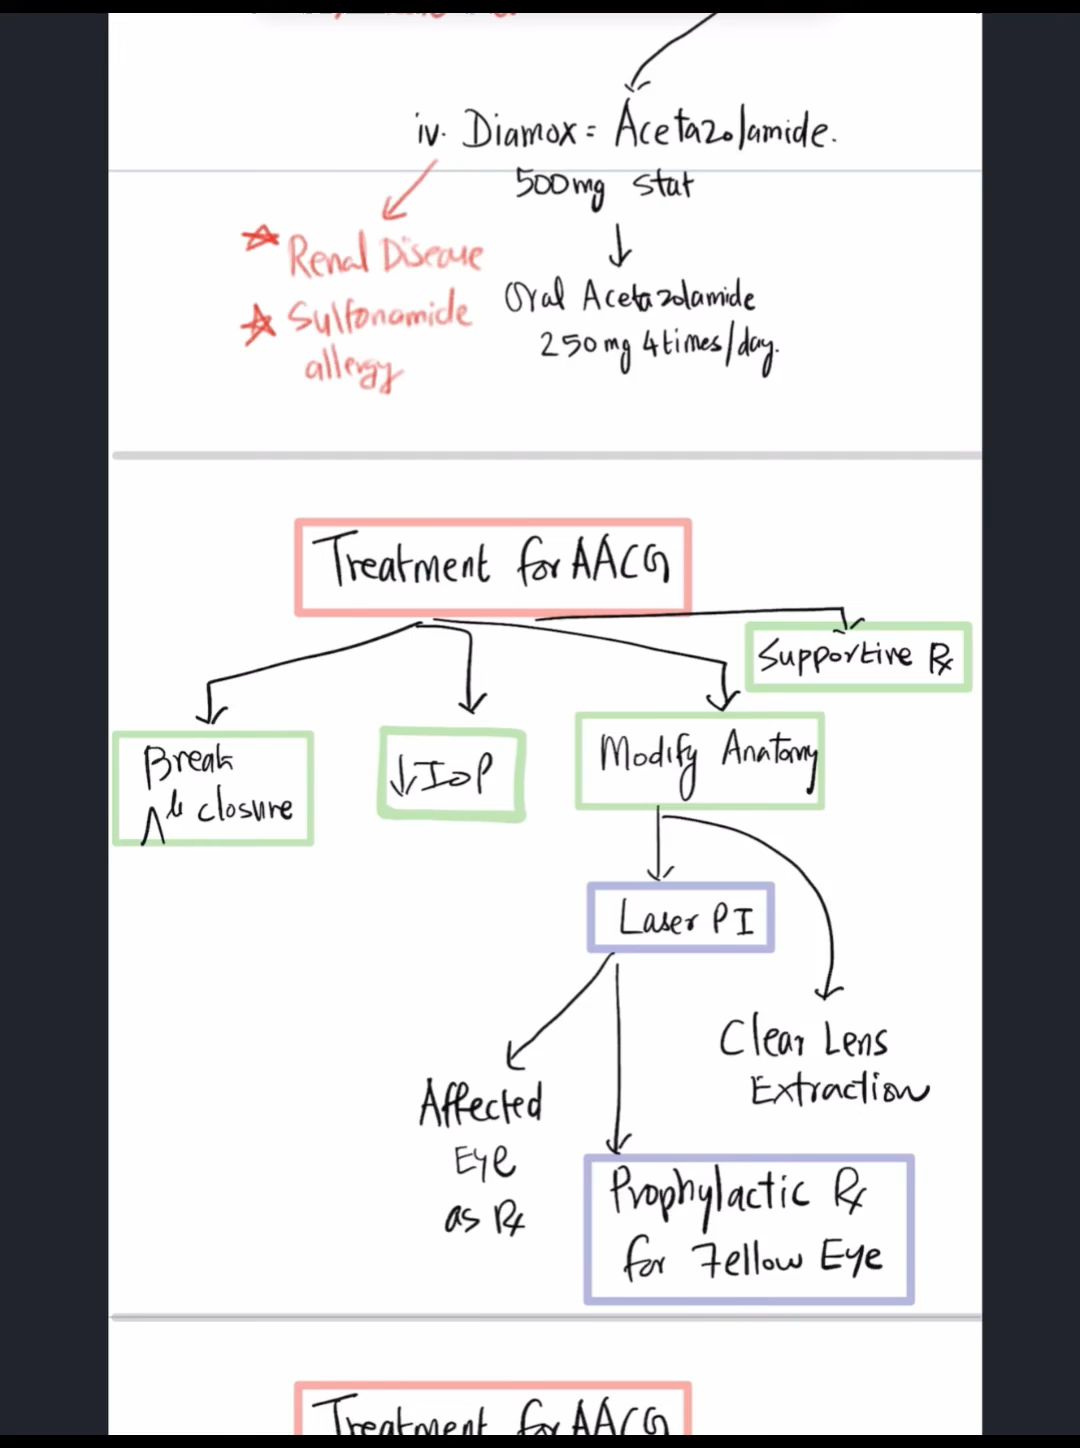 iv. Diamox = Acetazolamide.
500mg stat
Renal Disease
Sulfonamide
allergy
Oral Acetazolamide
250mg 4times/day.
Treatment for AACG
Supportive Rx
Break
closure
↓IOP
Modify Anatomy
Laser PI
Clear Lens
Extraction
Affected
Eye
as Rx
Prophylactic Rx
for Fellow Eye
Treatment for AACG